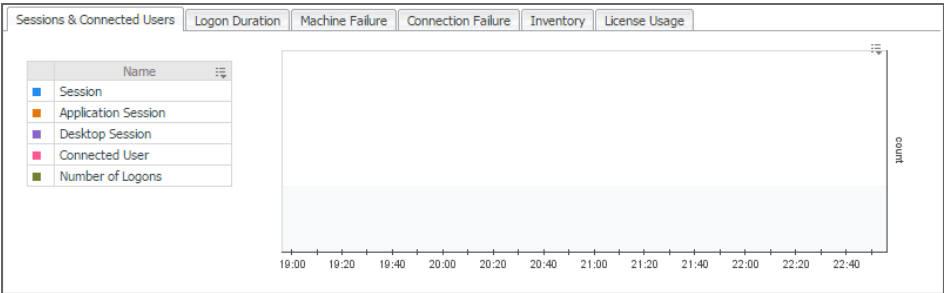 Sessions & Connected Users Logon Duration Machine Failure Connection Failure Inventory License Usage
Name
Session
Application Session
Desktop Session
Connected User
Number of Logons
count
19:00 19:20 19:40 20:00 20:20 20:40 21:00 21:20 21:40 22:00 22:20 22:40